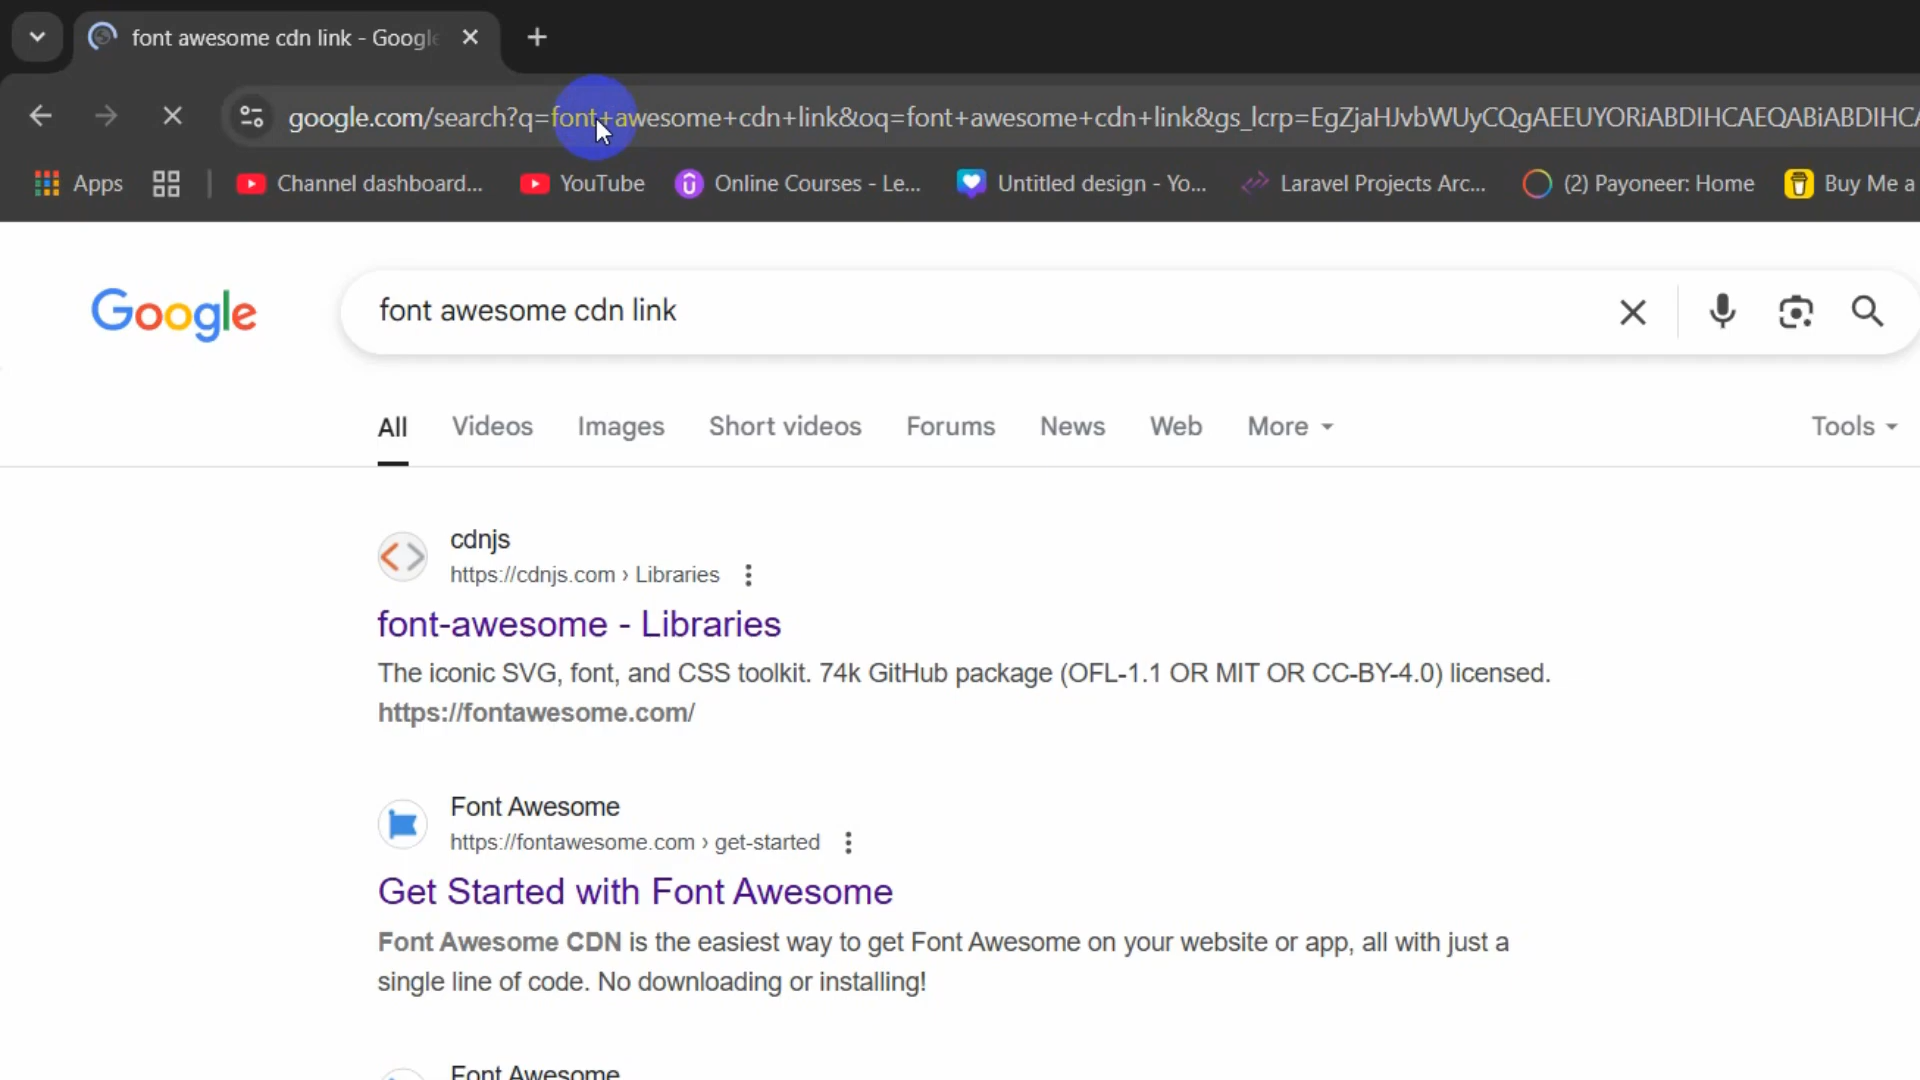 font awesome cdn link - Google
google.com/search?q=font+awesome+cdn+link&oq=font+awesome+cdn+link&gs_lcrp=EgZjaHJvbWUyCQgAEEUYORiABDIHCAEQABiABDIHCA
Apps
Channel dashboard...
YouTube
Online Courses - Le...
Untitled design - Yo...
Laravel Projects Arc...
(2) Payoneer: Home
Buy Me a
Google
font awesome cdn link
All
Videos
Images
Short videos
Forums
News
Web
More
Tools
cdnjs
https://cdnjs.com › Libraries
font-awesome - Libraries
The iconic SVG, font, and CSS toolkit. 74k GitHub package (OFL-1.1 OR MIT OR CC-BY-4.0) licensed.
https://fontawesome.com/
Font Awesome
https://fontawesome.com › get-started
Get Started with Font Awesome
Font Awesome CDN is the easiest way to get Font Awesome on your website or app, all with just a
single line of code. No downloading or installing!
Font Awesome